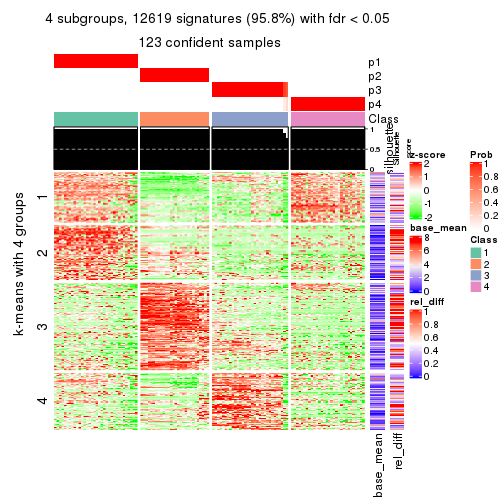 4 subgroups, 12619 signatures (95.8%) with fdr < 0.05
123 confident samples
p1
p2
p3
p4
Class
1
0.5
0
silhouette
Silhouette
score
k-means with 4 groups
1
2
3
4
base_mean
rel_diff
z-score
2
1
0
-1
-2
base_mean
8
6
4
2
0
rel_diff
1
0.8
0.6
0.4
0.2
0
Prob
1
0.8
0.6
0.4
0.2
0
Class
1
2
3
4